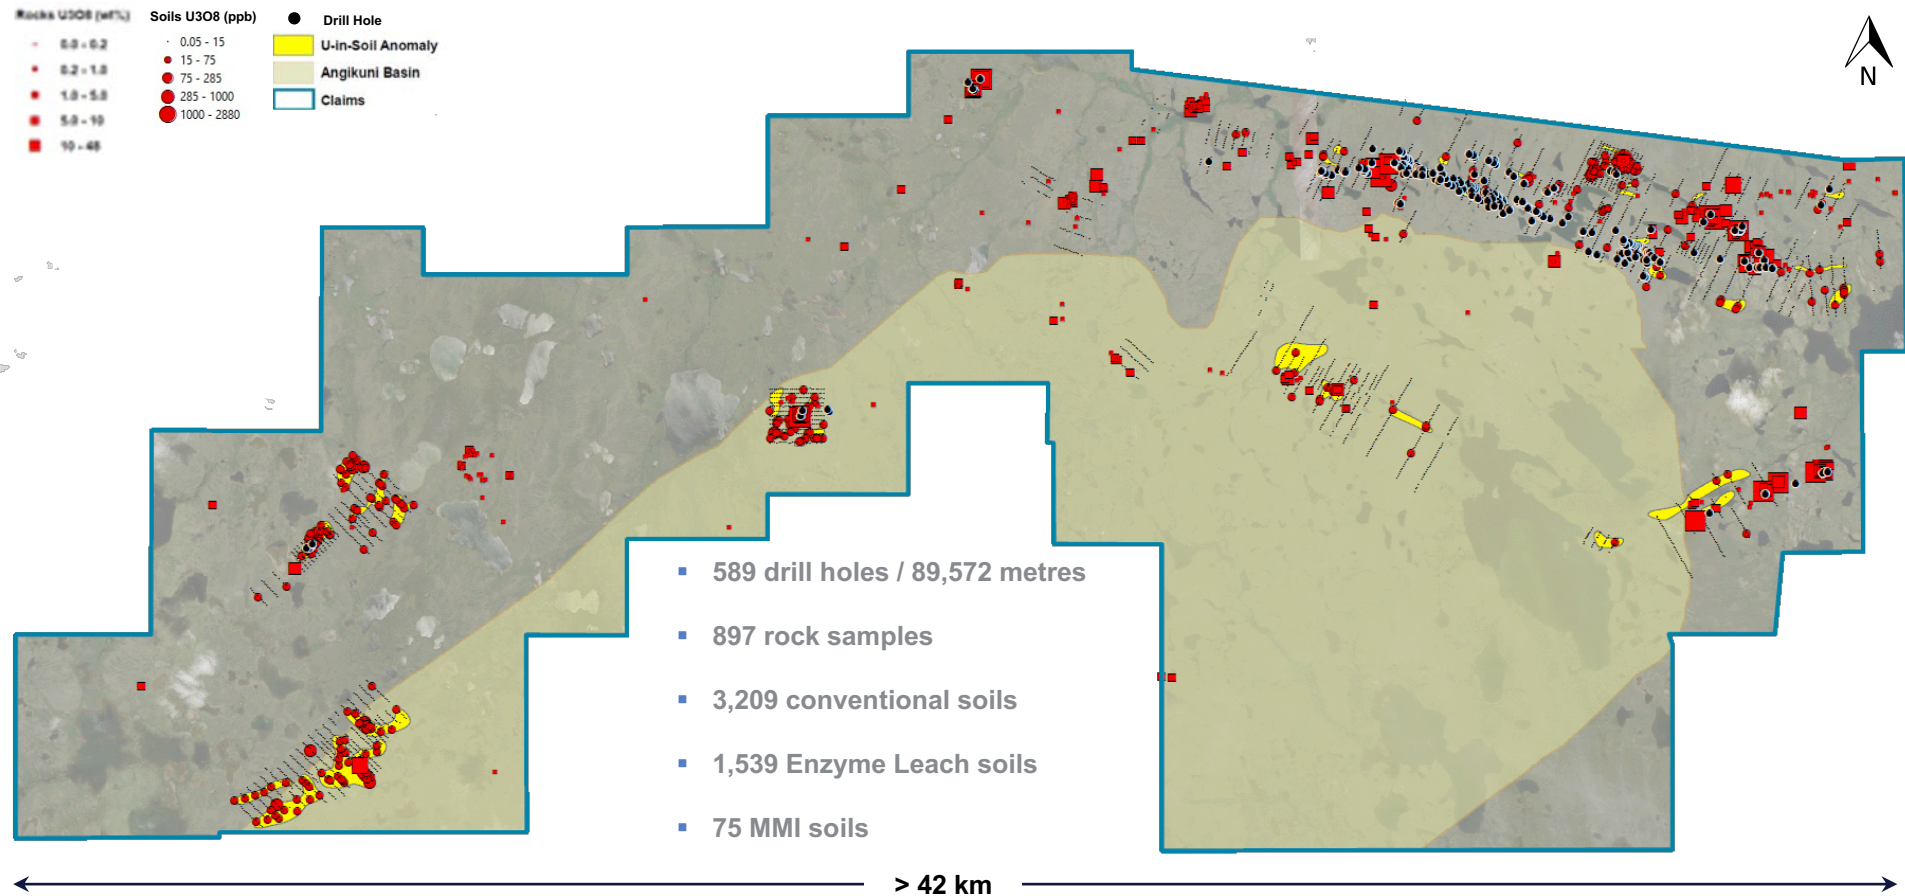 Rocks U3O8 (wt%)
0.0 - 0.2
0.2 - 1.0
1.0 - 5.0
5.0 - 10
10 - 48
Soils U3O8 (ppb)
0.05 - 15
15 - 75
75 - 285
285 - 1000
1000 - 2880
Drill Hole
U-in-Soil Anomaly
Angikuni Basin
Claims
N
▪ 589 drill holes / 89,572 metres
▪ 897 rock samples
▪ 3,209 conventional soils
▪ 1,539 Enzyme Leach soils
▪ 75 MMI soils
> 42 km